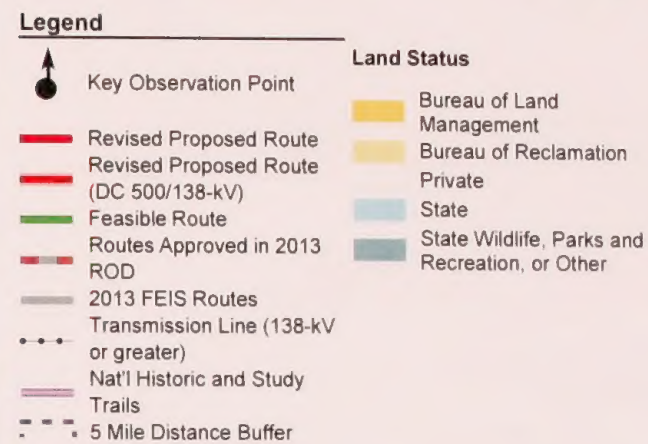 Legend
Key Observation Point
Revised Proposed Route
Revised Proposed Route
(DC 500/138-kV)
Feasible Route
Routes Approved in 2013
ROD
2013 FEIS Routes
Transmission Line (138-kV
or greater)
Nat'l Historic and Study
Trails
5 Mile Distance Buffer
Land Status
Bureau of Land
Management
Bureau of Reclamation
Private
State
State Wildlife, Parks and
Recreation, or Other